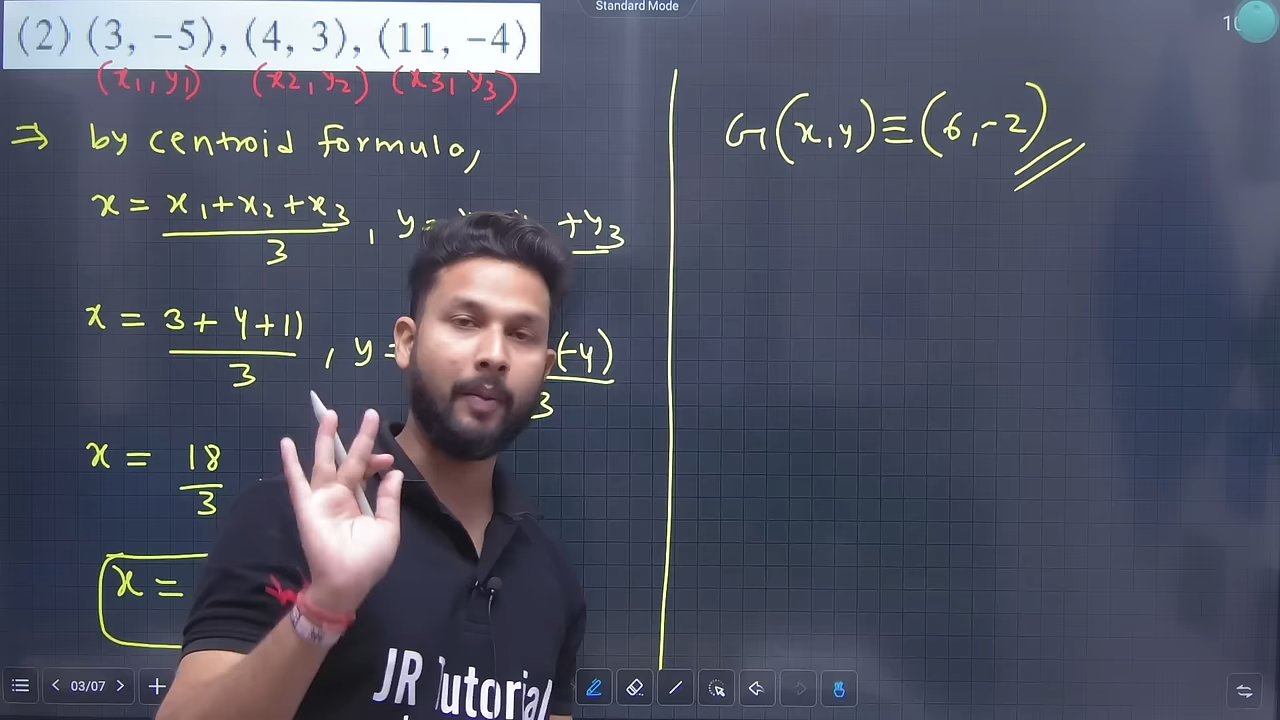 Standard Mode
(2) (3, −5), (4, 3), (11, −4)
(x1, y1) (x2, y2) (x3, y3)
⇒ by centroid formula,
x = x1 + x2 + x3 / 3 , y = + y3
x = 3 + 4 + 11 / 3 , y = (-4) / 3
x = 18 / 3
x =
G(x, y) ≡ (6, -2)
JR Tutorial
03/07